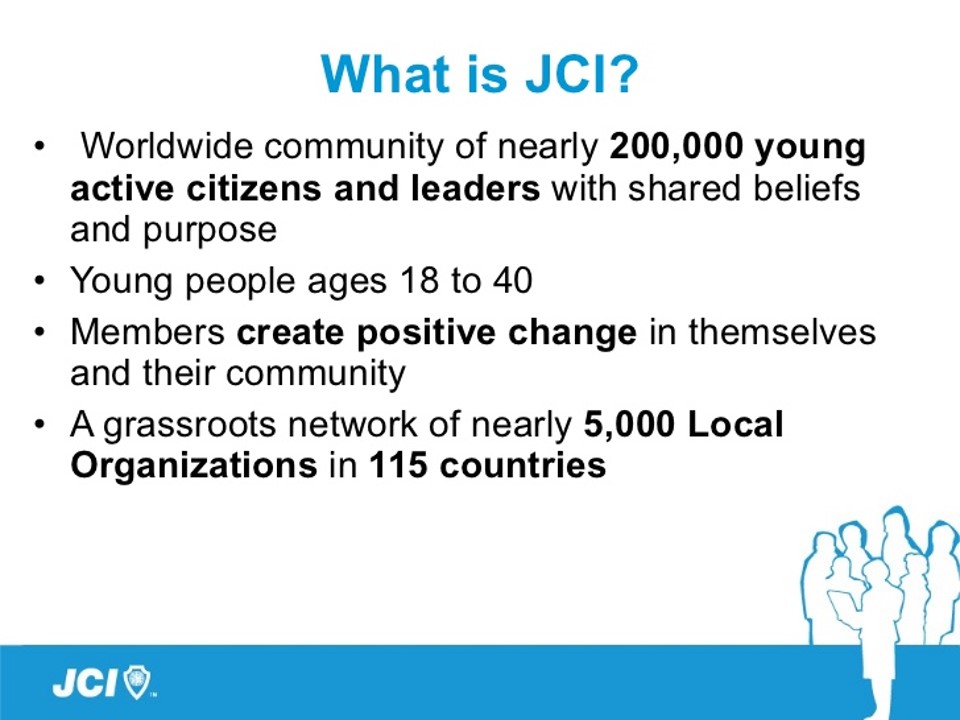 What is JCI?
• Worldwide community of nearly 200,000 young
active citizens and leaders with shared beliefs
and purpose
• Young people ages 18 to 40
• Members create positive change in themselves
and their community
• A grassroots network of nearly 5,000 Local
Organizations in 115 countries
JCI TM